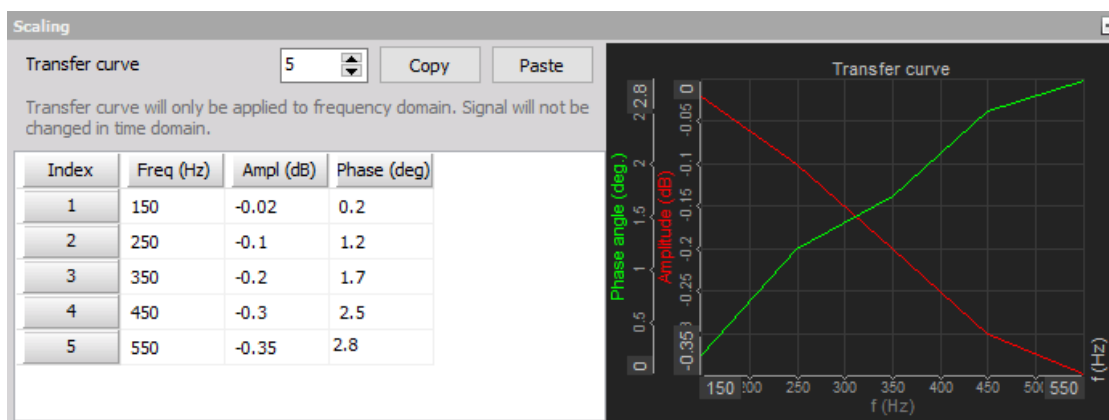 Scaling
Transfer curve 5 Copy Paste
Transfer curve will only be applied to frequency domain. Signal will not be
changed in time domain.
Index Freq (Hz) Ampl (dB) Phase (deg)
1 150 -0.02 0.2
2 250 -0.1 1.2
3 350 -0.2 1.7
4 450 -0.3 2.5
5 550 -0.35 2.8
Transfer curve
Phase angle (deg.)
2.8
2
1.5
1
0.5
0
Amplitude (dB)
0
-0.05
-0.1
-0.15
-0.2
-0.25
-0.35
150 250 300 350 400 450 550
f (Hz)
f (Hz)